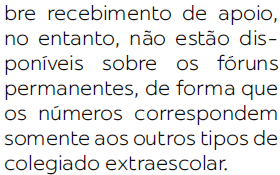 bre recebimento de apoio,
no entanto, não estão dis-
poníveis sobre os fóruns
permanentes, de forma que
os números correspondem
somente aos outros tipos de
colegiado extraescolar.